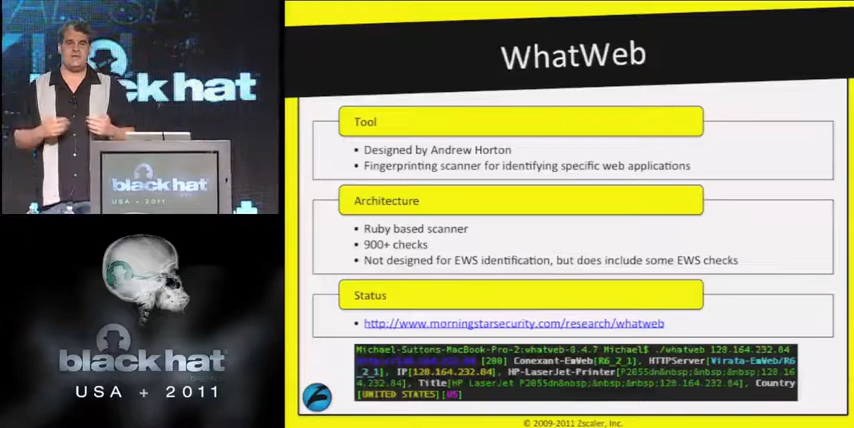 black hat
black hat
USA + 2011
black hat
USA + 2011
WhatWeb
Tool
• Designed by Andrew Horton
• Fingerprinting scanner for identifying specific web applications
Architecture
• Ruby based scanner
• 900+ checks
• Not designed for EWS identification, but does include some EWS checks
Status
• http://www.morningstarsecurity.com/research/whatweb
Michael-Suttons-MacBook-Pro-2:whatweb-0.4.7 Michael$ ./whatweb 128.164.232.84
[200] Conexant-EmWeb[R6_2_1], HTTPServer[Virata-EmWeb/R6
_2_1], IP[128.164.232.84], HP-LaserJet-Printer[P2055dn&nbsp;&nbsp;&nbsp;128.16
4.232.84], Title[HP LaserJet P2055dn&nbsp;&nbsp;&nbsp;128.164.232.84], Country
[UNITED STATES][US]
© 2009-2011 Zscaler, Inc.